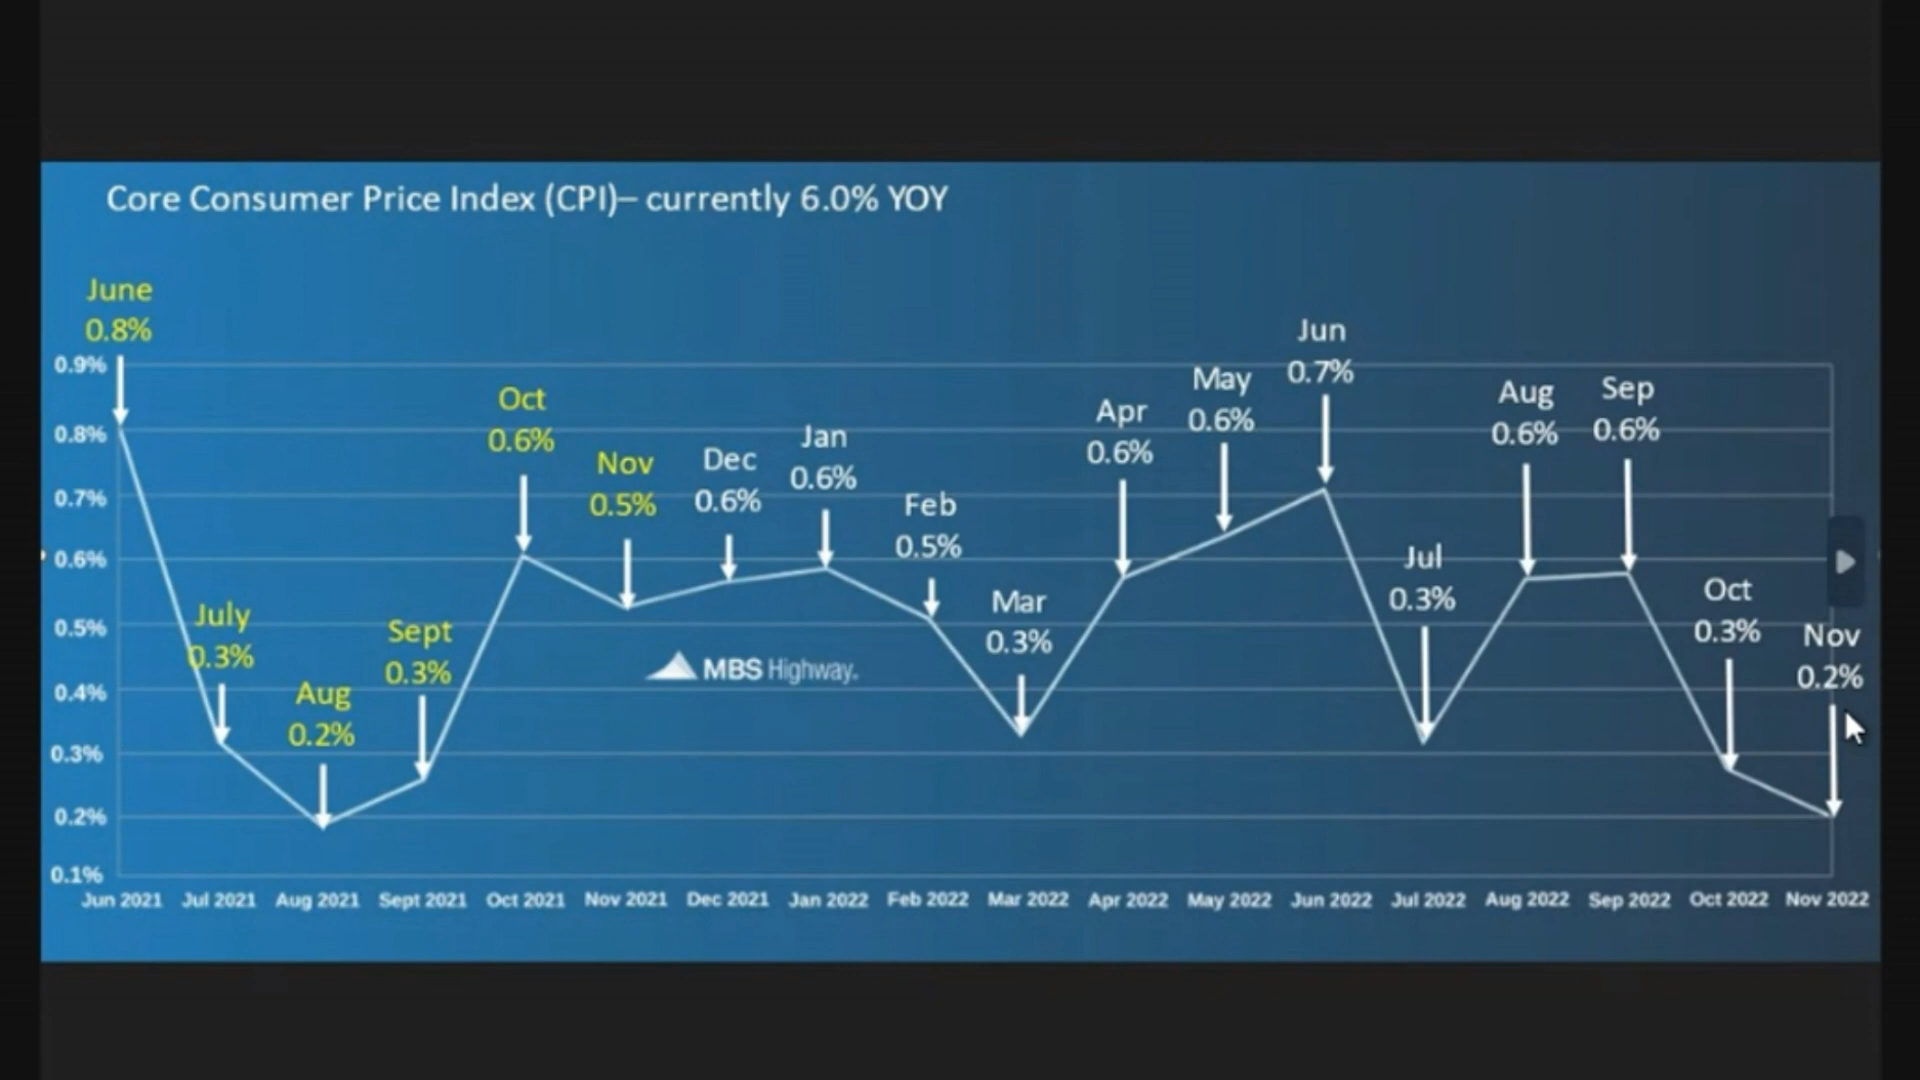 Core Consumer Price Index (CPI)– currently 6.0% YOY
June
0.8%
July
0.3%
Aug
0.2%
Sept
0.3%
Oct
0.6%
Nov
0.5%
Dec
0.6%
Jan
0.6%
Feb
0.5%
Mar
0.3%
Apr
0.6%
May
0.6%
Jun
0.7%
Jul
0.3%
Aug
0.6%
Sep
0.6%
Oct
0.3%
Nov
0.2%
0.9%
0.8%
0.7%
0.6%
0.5%
0.4%
0.3%
0.2%
0.1%
MBS Highway.
Jun 2021 Jul 2021 Aug 2021 Sept 2021 Oct 2021 Nov 2021 Dec 2021 Jan 2022 Feb 2022 Mar 2022 Apr 2022 May 2022 Jun 2022 Jul 2022 Aug 2022 Sep 2022 Oct 2022 Nov 2022